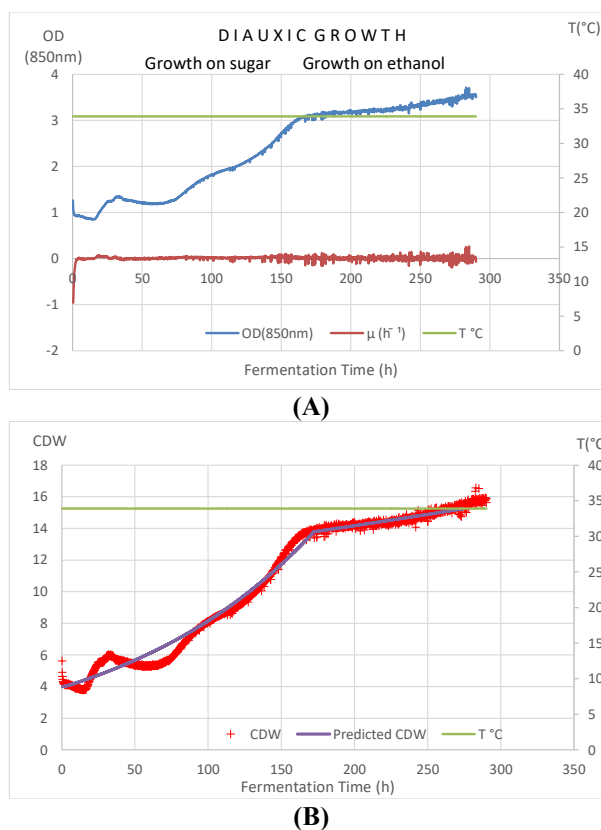 OD
(850nm)
D I A U X I C G R O W T H
T(°C)
Growth on sugar Growth on ethanol
4 40
3 35
2 30
1 25
0 20
-1 15
-2 10
5
0
0 50 100 150 200 250 300 350
OD(850nm) μ (h⁻¹) T °C
Fermentation Time (h)
(A)
CDW T(°C)
18 40
16 35
14 30
12 25
10 20
8 15
6 10
4 5
2 0
0
0 50 100 150 200 250 300 350
CDW Predicted CDW T °C
Fermentation Time (h)
(B)